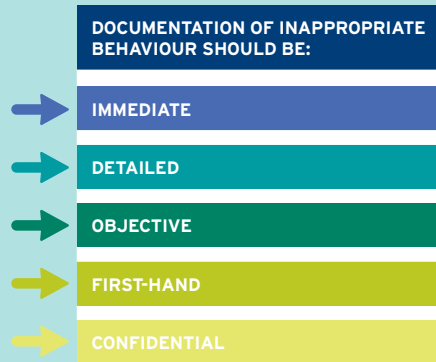 DOCUMENTATION OF INAPPROPRIATE
BEHAVIOUR SHOULD BE:
IMMEDIATE
DETAILED
OBJECTIVE
FIRST-HAND
CONFIDENTIAL